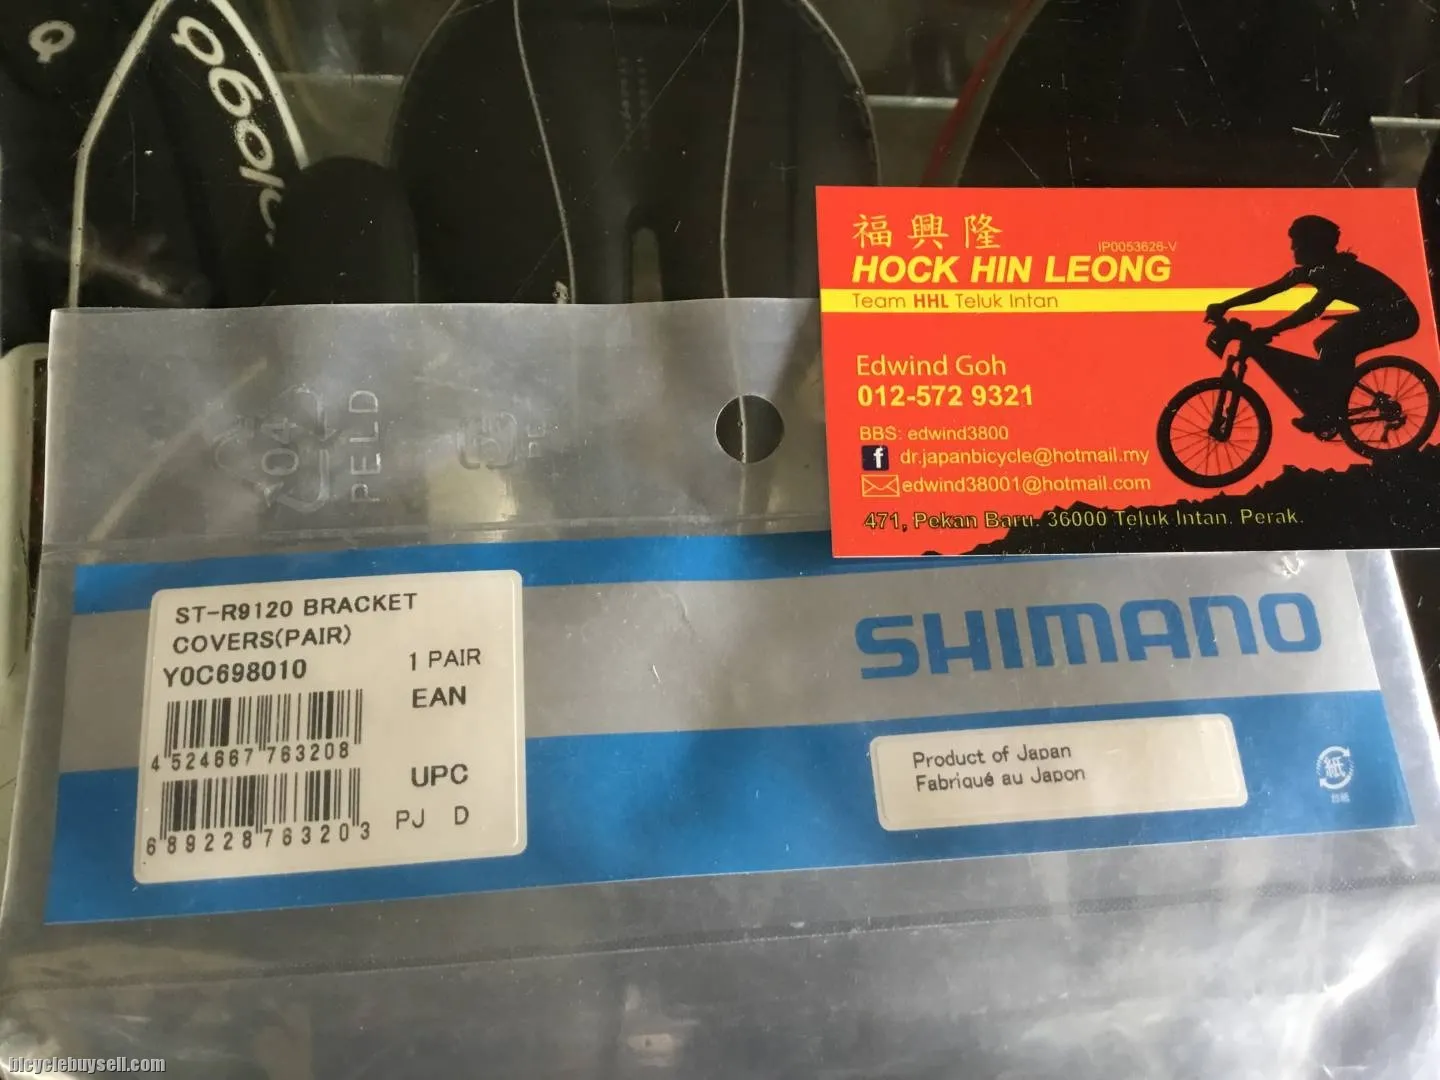 Q
Q60IN
福興隆
IP0053626-V
HOCK HIN LEONG
Team HHL Teluk Intan
Edwind Goh
012-572 9321
BBS: edwind3800
f dr.japanbicycle@hotmail.my
edwind38001@hotmail.com
471, Pekan Baru. 36000 Teluk Intan. Perak.
04
PELD
ST-R9120 BRACKET
COVERS(PAIR)
Y0C698010
1 PAIR
EAN
4 524667 763208
UPC
6 89228 76320 3
PJ D
SHIMANO
Product of Japan
Fabriqué au Japon
紙
台紙
bicyclebuysell.com